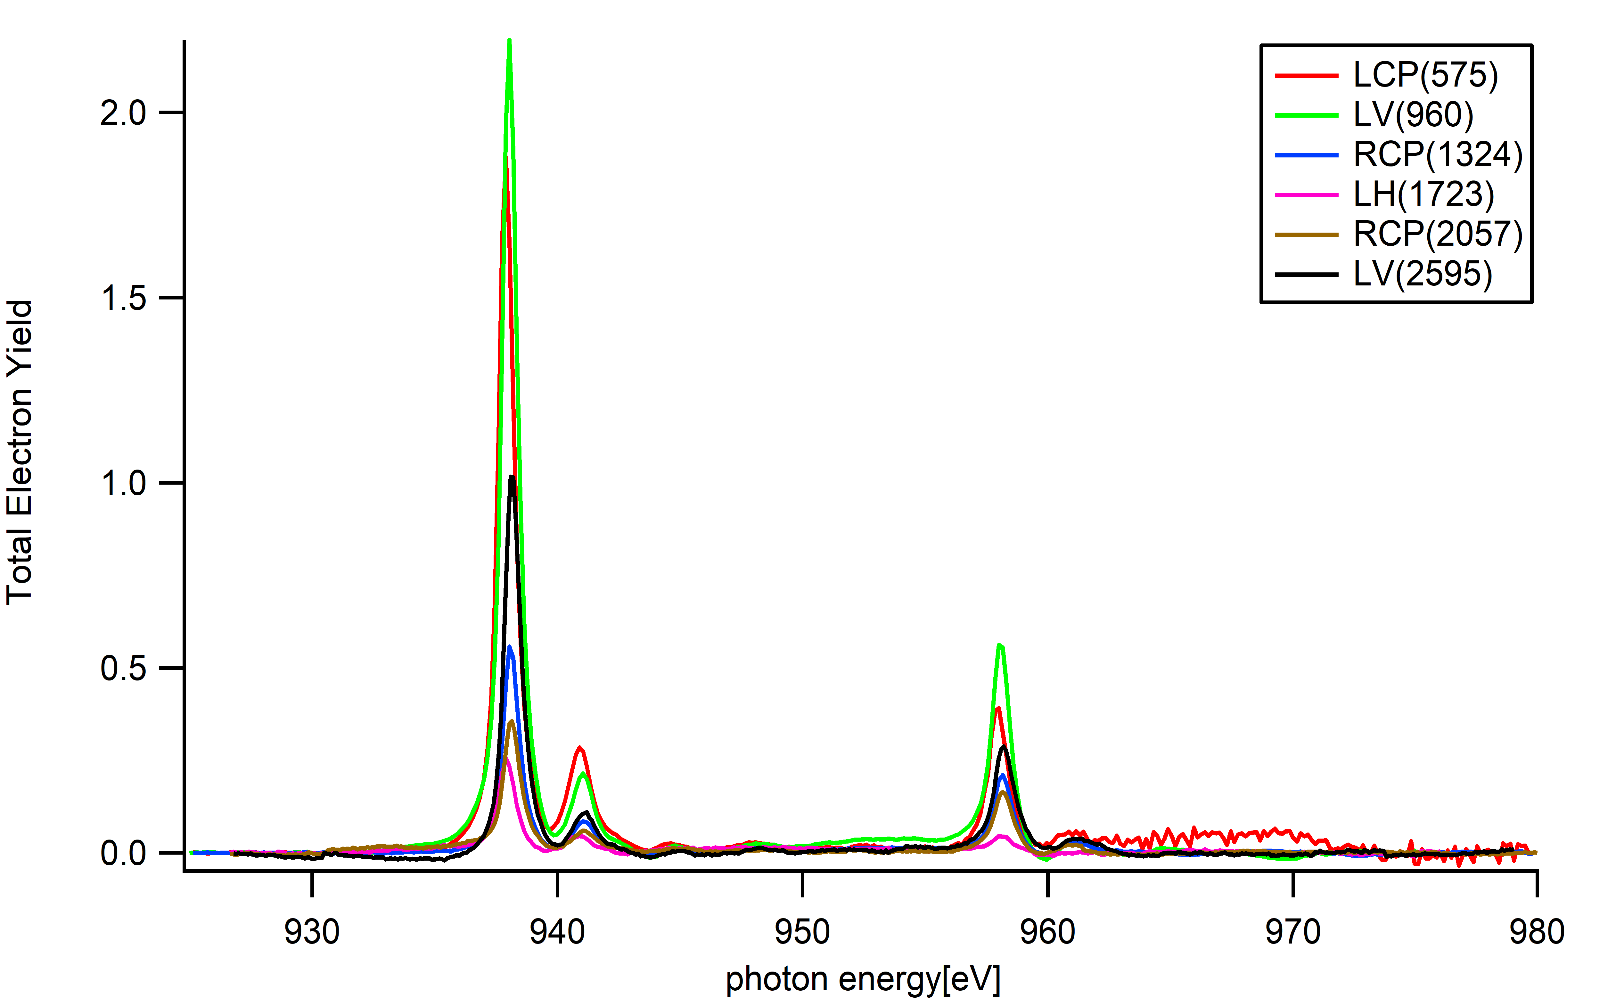 Total Electron Yield
2.0
1.5
1.0
0.5
0.0
930
940
950
960
970
980
photon energy[eV]
LCP(575)
LV(960)
RCP(1324)
LH(1723)
RCP(2057)
LV(2595)